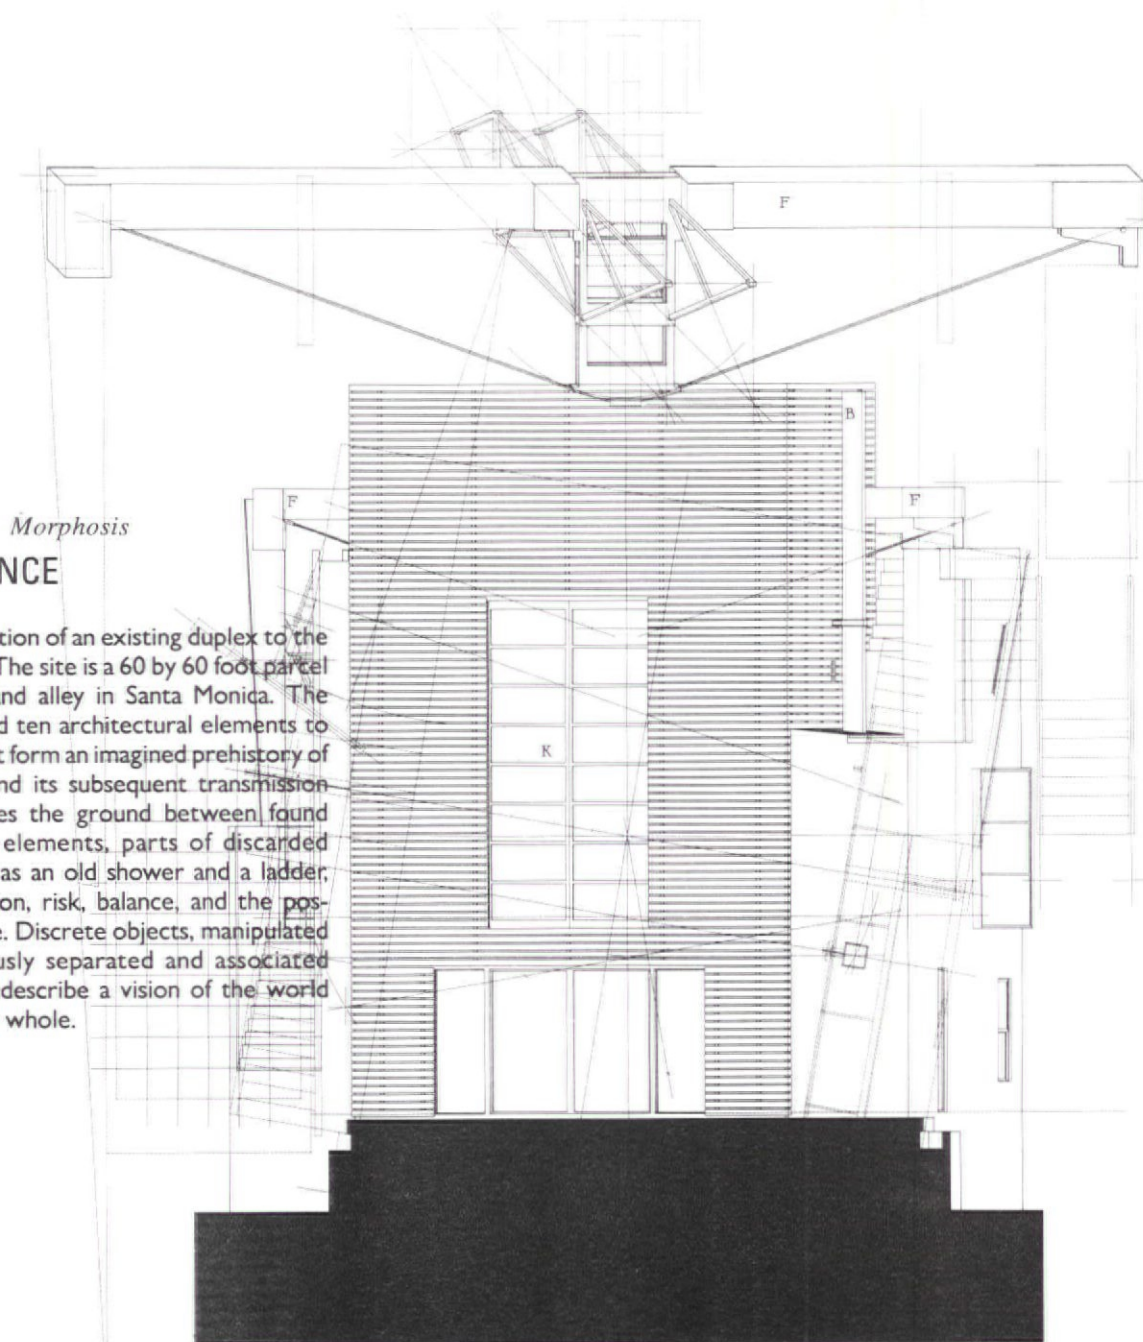 Morphosis
NCE
tion of an existing duplex to the
The site is a 60 by 60 foot parcel
and alley in Santa Monica. The
d ten architectural elements to
t form an imagined prehistory of
nd its subsequent transmission
es the ground between found
elements, parts of discarded
as an old shower and a ladder,
on, risk, balance, and the pos-
e. Discrete objects, manipulated
usly separated and associated
describe a vision of the world
whole.
F
B
F
F
K